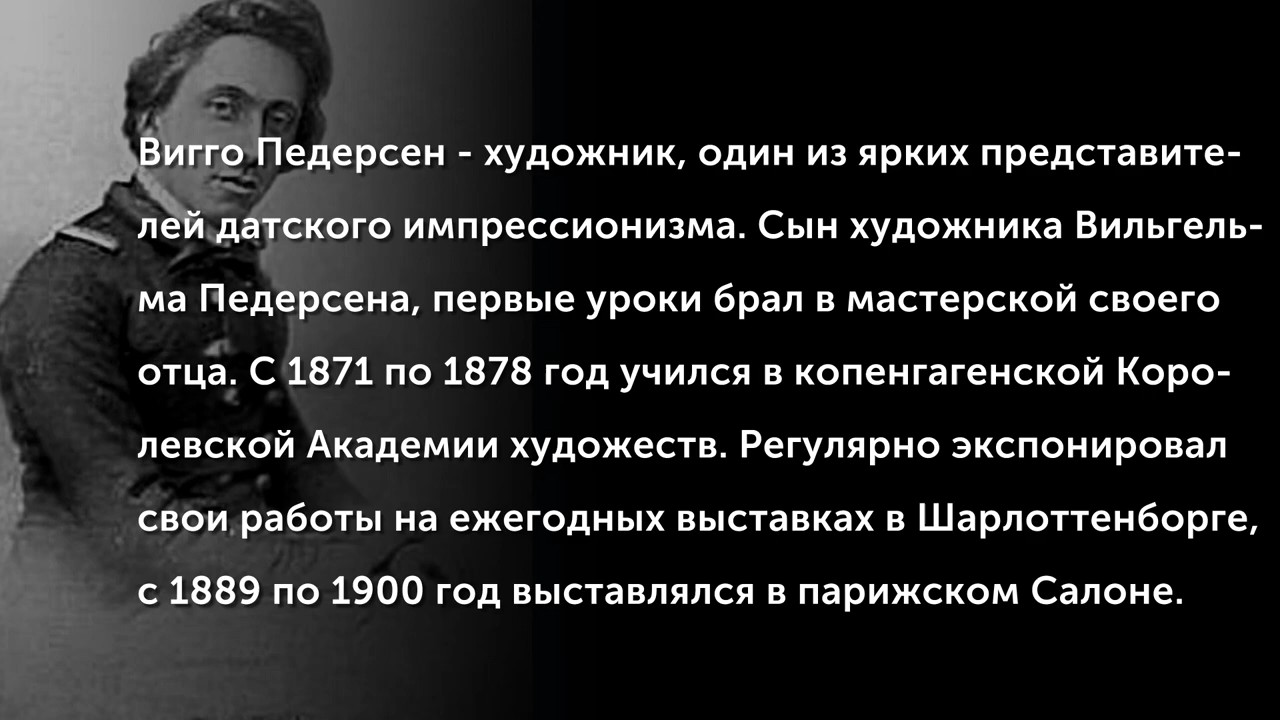 Вигго Педерсен - художник, один из ярких представите-
лей датского импрессионизма. Сын художника Вильгель-
ма Педерсена, первые уроки брал в мастерской своего
отца. С 1871 по 1878 год учился в копенгагенской Коро-
левской Академии художеств. Регулярно экспонировал
свои работы на ежегодных выставках в Шарлоттенборге,
с 1889 по 1900 год выставлялся в парижском Салоне.